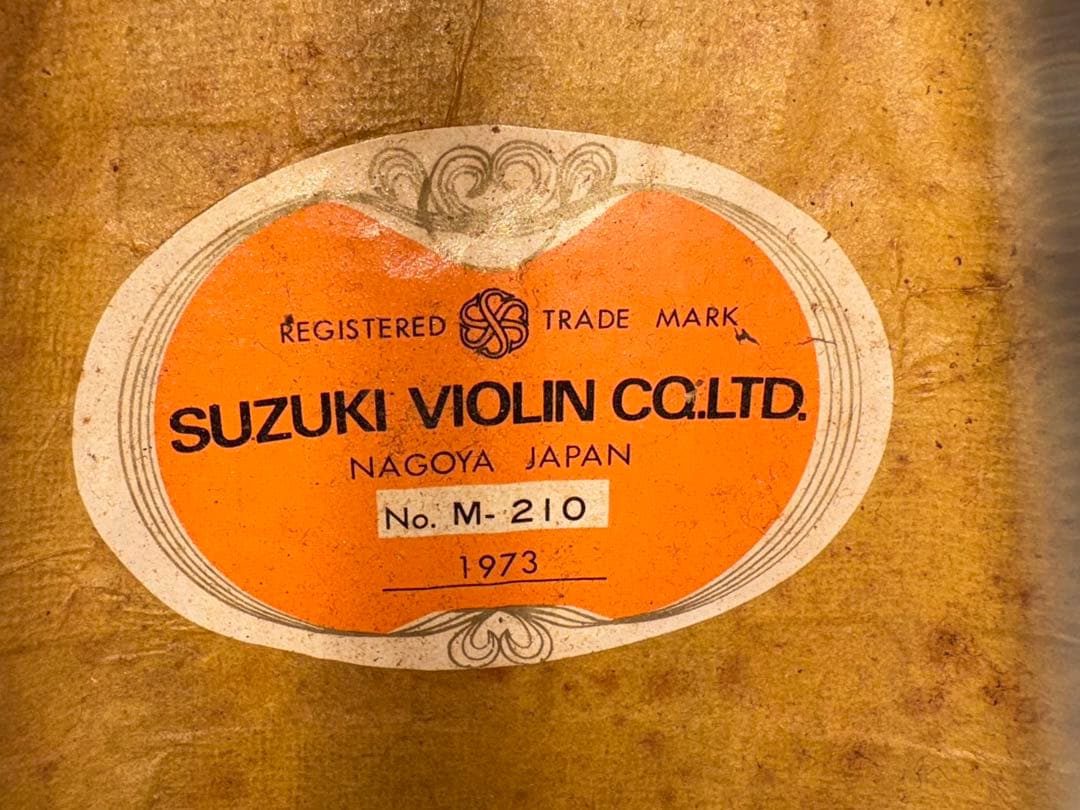 REGISTERED TRADE MARK
SUZUKI VIOLIN CO.LTD.
NAGOYA JAPAN
No. M- 210
1973